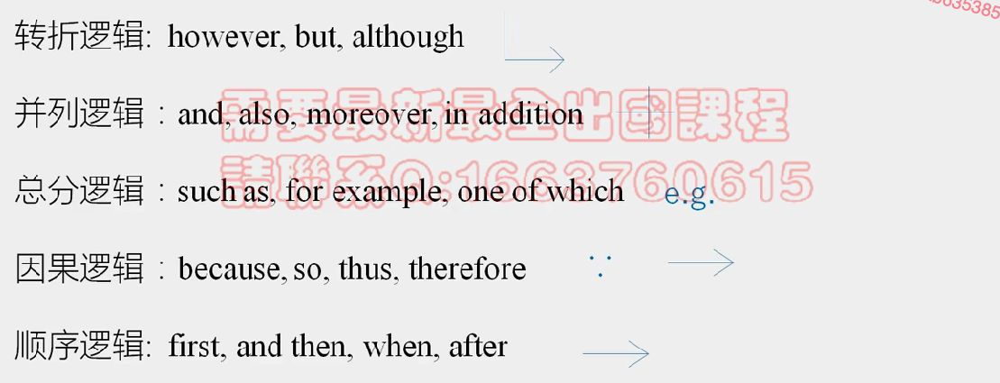 b635385
转折逻辑: however, but, although
并列逻辑：and, also, moreover, in addition
需要最新最全出國課程
总分逻辑：such as, for example, one of which e.g.
請聯系Q:1663760615
因果逻辑：because, so, thus, therefore ∵
顺序逻辑: first, and then, when, after